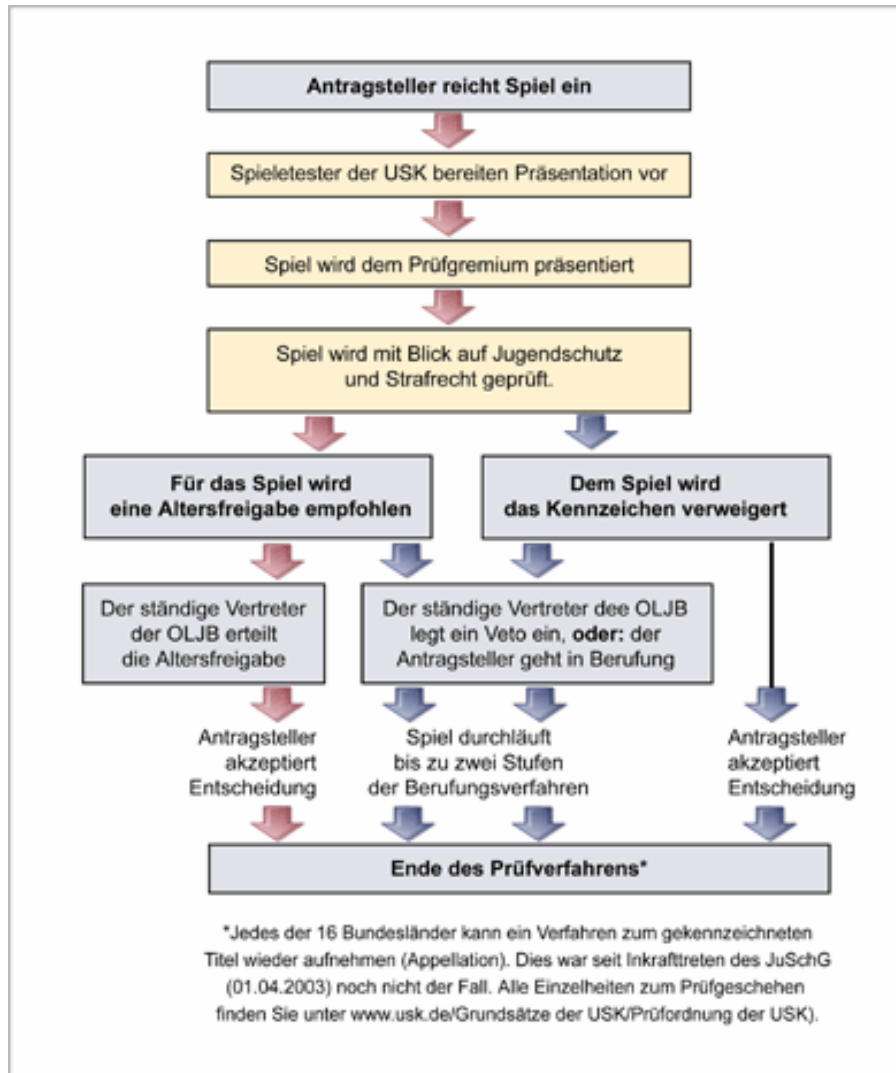 Antragsteller reicht Spiel ein
Spieletester der USK bereiten Präsentation vor
Spiel wird dem Prüfgremium präsentiert
Spiel wird mit Blick auf Jugendschutz
und Strafrecht geprüft.
Für das Spiel wird
eine Altersfreigabe empfohlen
Dem Spiel wird
das Kennzeichen verweigert
Der ständige Vertreter
der OLJB erteilt
die Altersfreigabe
Der ständige Vertreter dee OLJB
legt ein Veto ein, oder: der
Antragsteller geht in Berufung
Antragsteller
akzeptiert
Entscheidung
Spiel durchläuft
bis zu zwei Stufen
der Berufungsverfahren
Antragsteller
akzeptiert
Entscheidung
Ende des Prüfverfahrens*
*Jedes der 16 Bundesländer kann ein Verfahren zum gekennzeichneten
Titel wieder aufnehmen (Appellation). Dies war seit Inkrafttreten des JuSchG
(01.04.2003) noch nicht der Fall. Alle Einzelheiten zum Prüfgeschehen
finden Sie unter www.usk.de/Grundsätze der USK/Prüfordnung der USK).